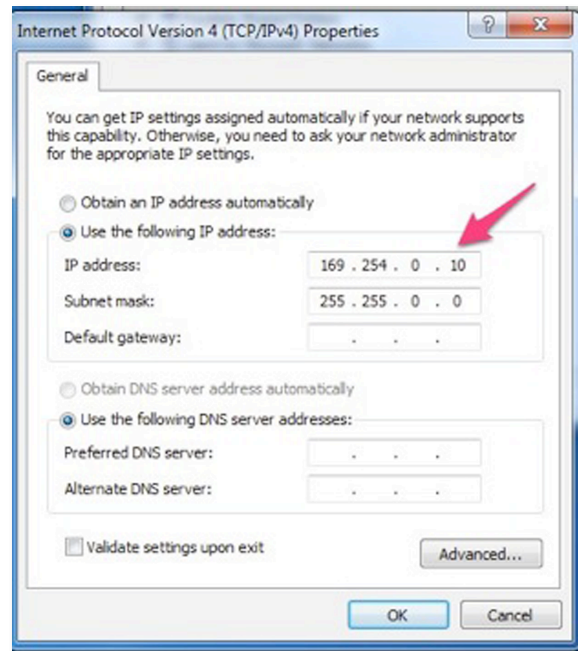 Internet Protocol Version 4 (TCP/IPv4) Properties
General
You can get IP settings assigned automatically if your network supports
this capability. Otherwise, you need to ask your network administrator
for the appropriate IP settings.
Obtain an IP address automatically
Use the following IP address:
IP address: 169 . 254 . 0 . 10
Subnet mask: 255 . 255 . 0 . 0
Default gateway: . . .
Obtain DNS server address automatically
Use the following DNS server addresses:
Preferred DNS server: . . .
Alternate DNS server: . . .
Validate settings upon exit
Advanced...
OK Cancel